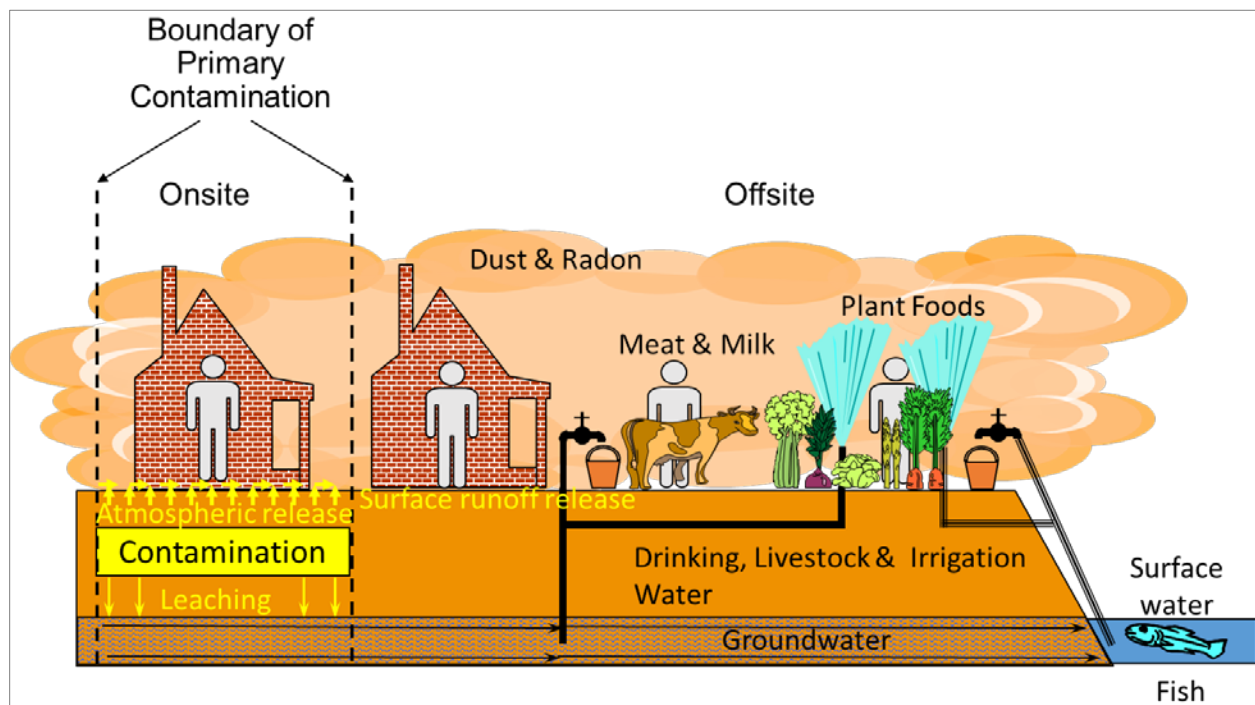 Boundary of
Primary
Contamination
Onsite
Offsite
Dust & Radon
Plant Foods
Meat & Milk
Surface runoff release
Atmospheric release
Contamination
Drinking, Livestock & Irrigation
Water
Leaching
Surface
water
Groundwater
Fish